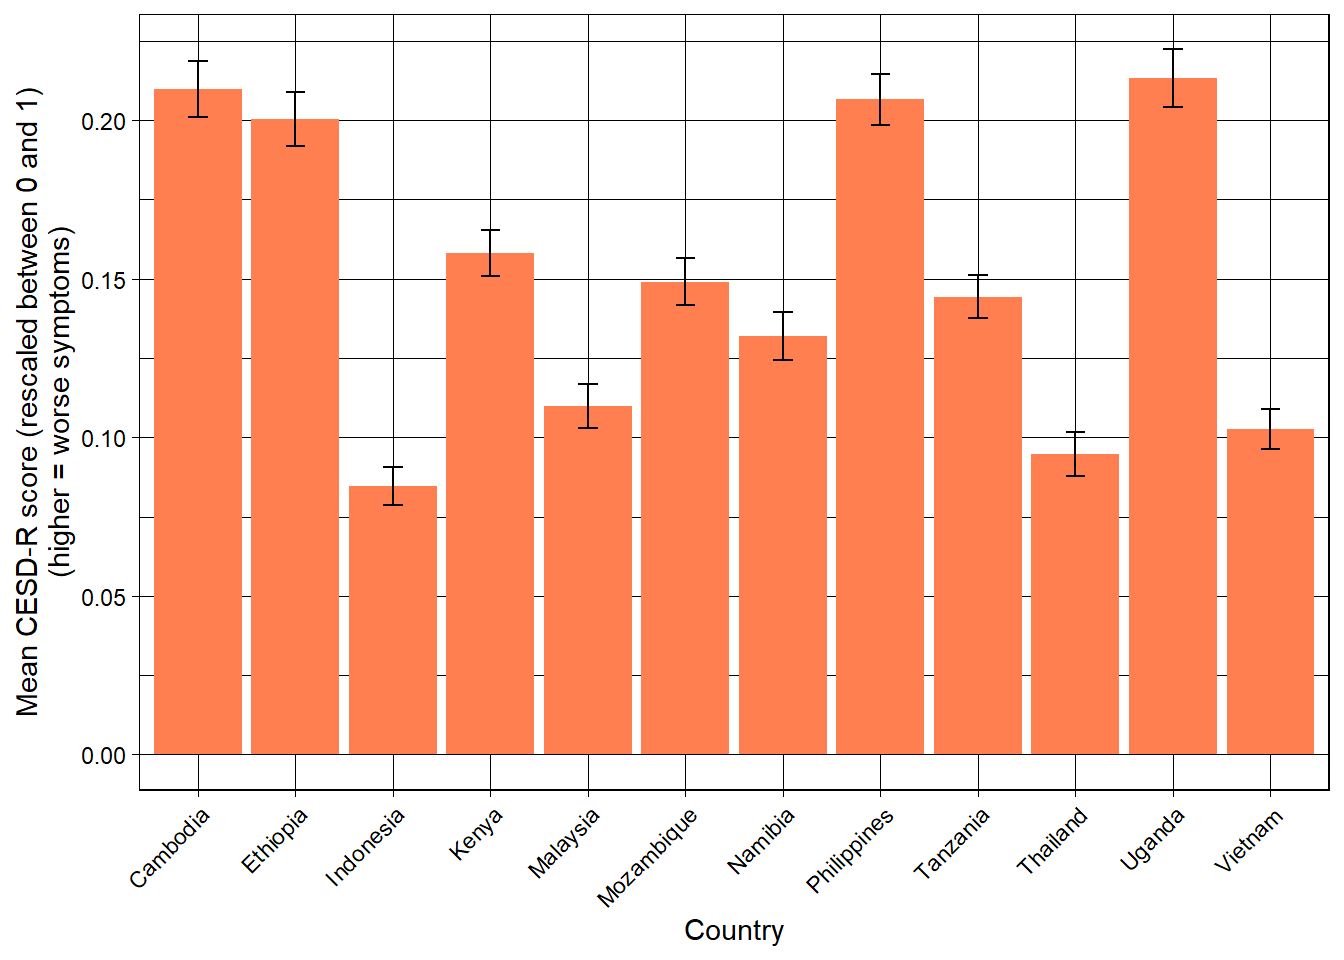 Mean CESD-R score (rescaled between 0 and 1)
(higher = worse symptoms)
0.20
0.15
0.10
0.05
0.00
Cambodia
Ethiopia
Indonesia
Kenya
Malaysia
Mozambique
Namibia
Philippines
Tanzania
Thailand
Uganda
Vietnam
Country